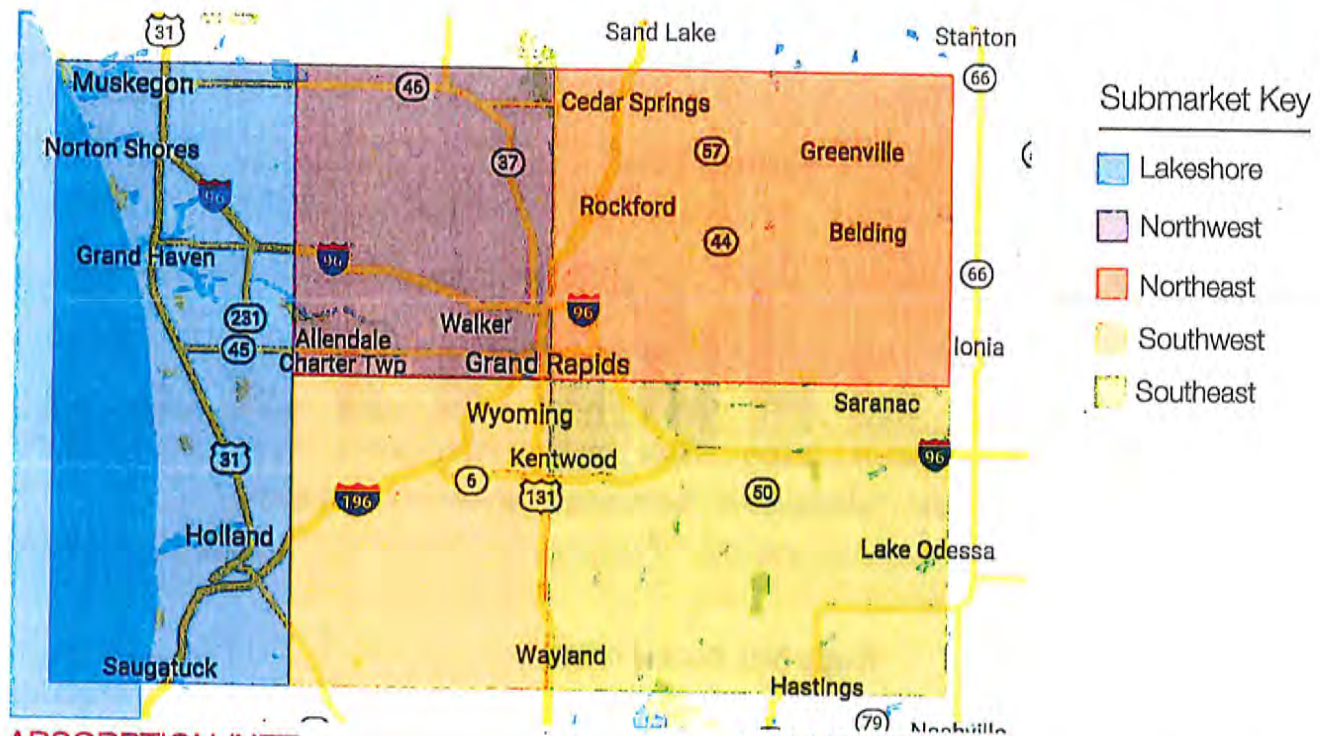 31
Sand Lake
Stanton
66
Muskegon
46
Cedar Springs
Submarket Key
Norton Shores
37
57
Greenville
Lakeshore
96
Rockford
44
Belding
Northwest
Grand Haven
96
66
Northeast
231
Walker
96
45
Allendale
Charter Twp
Grand Rapids
Ionia
Southwest
Saranac
Southeast
Wyoming
31
Kentwood
96
6
196
131
50
Holland
Lake Odessa
Saugatuck
Wayland
Hastings
79